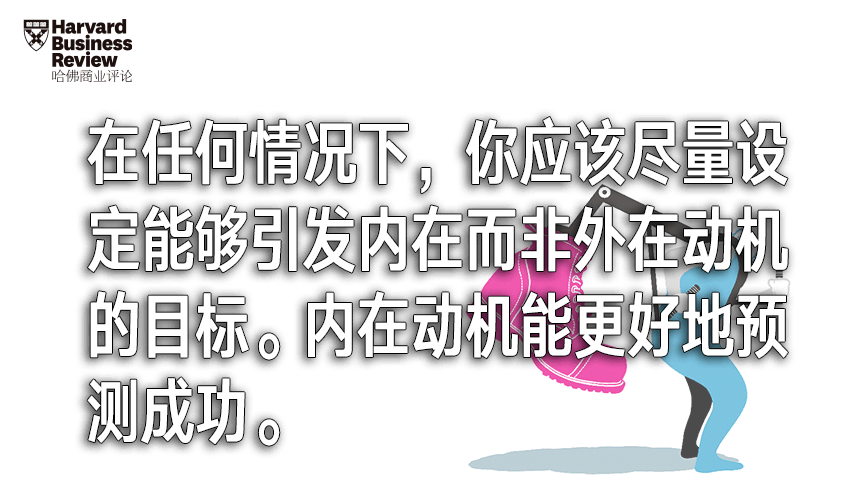 Harvard
Business
Review
哈佛商业评论
在任何情况下，你应该尽量设
定能够引发内在而非外在动机
的目标。内在动机能更好地预
测成功。